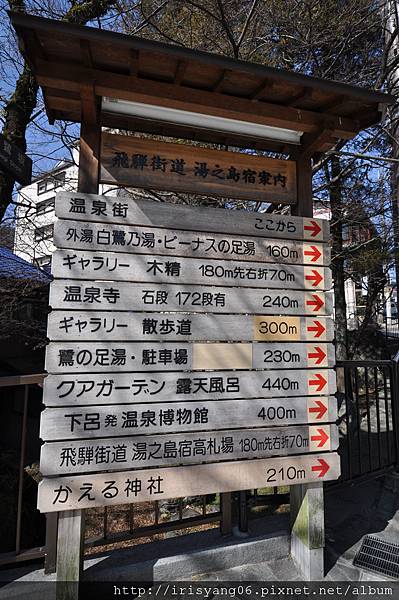 飛騨街道 湯之島宿案内
温泉街 ここから
外湯 白鷺乃湯・ビーナスの足湯 160m
ギャラリー 木精 180m先右折70m
温泉寺 石段 172段有 240m
ギャラリー 散歩道 300m
鷺の足湯・駐車場 230m
クアガーデン 露天風呂 440m
下呂発温泉博物館 400m
飛騨街道 湯之島宿高札場 180m先右折70m
かえる神社 210m
http://irisyang06.pixnet.net/album